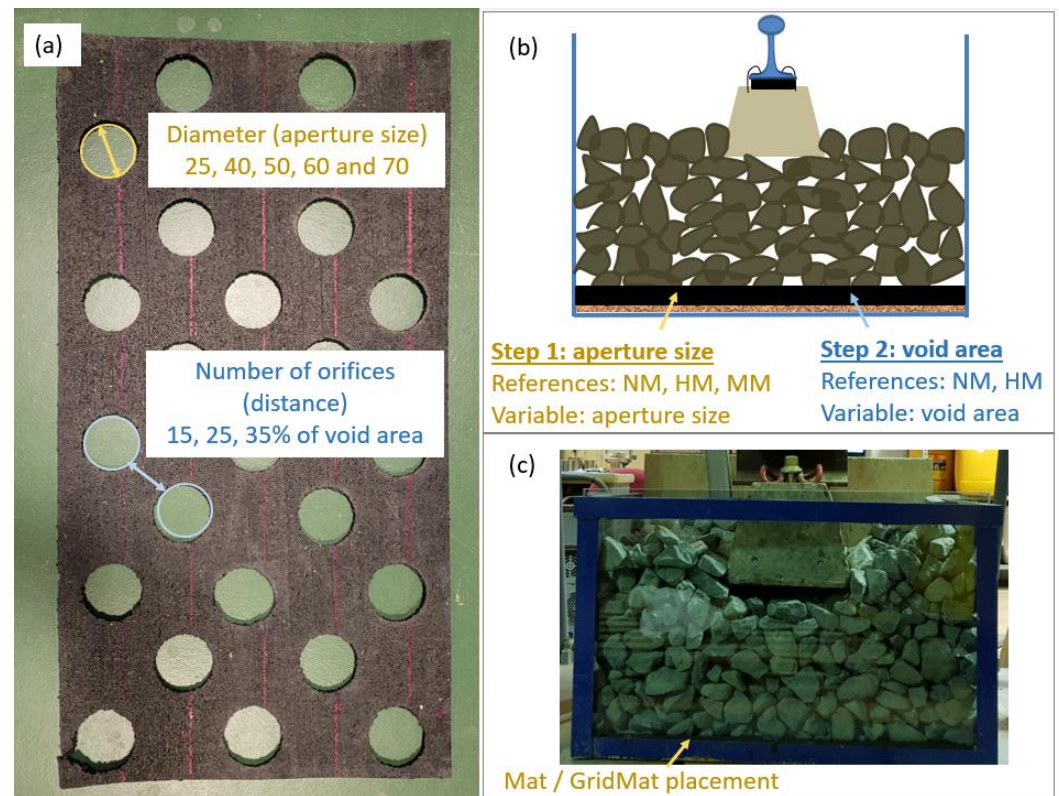 (a)
Diameter (aperture size)
25, 40, 50, 60 and 70
Number of orifices
(distance)
15, 25, 35% of void area
(b)
Step 1: aperture size
References: NM, HM, MM
Variable: aperture size
Step 2: void area
References: NM, HM
Variable: void area
(c)
Mat / GridMat placement